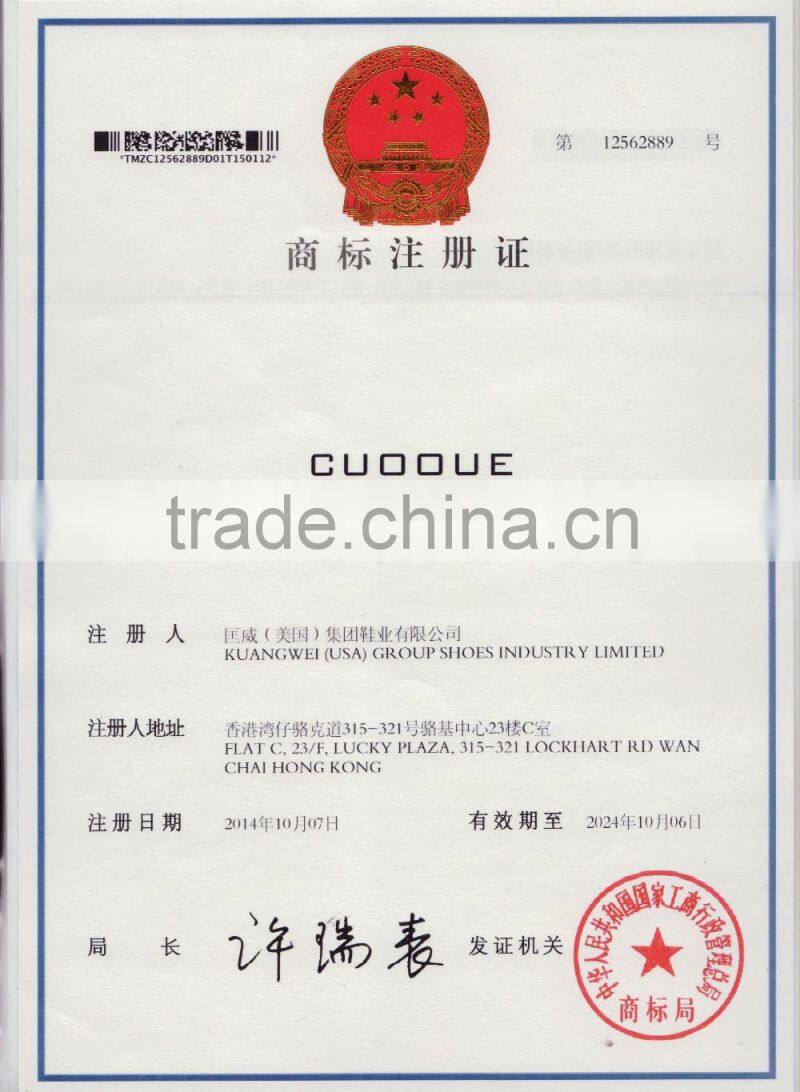 *TMZC12562889D01T150112*
第 12562889 号
商标注册证
CUOOUE
trade.china.cn
注册人 匡威（美国）集团鞋业有限公司
KUANGWEI (USA) GROUP SHOES INDUSTRY LIMITED
注册人地址 香港湾仔骆克道315-321号骆基中心23楼C室
FLAT C, 23/F, LUCKY PLAZA, 315-321 LOCKHART RD WAN
CHAI HONG KONG
注册日期 2014年10月07日 有效期至 2024年10月06日
局长 许瑞表 发证机关
中华人民共和国国家工商行政管理总局
商标局